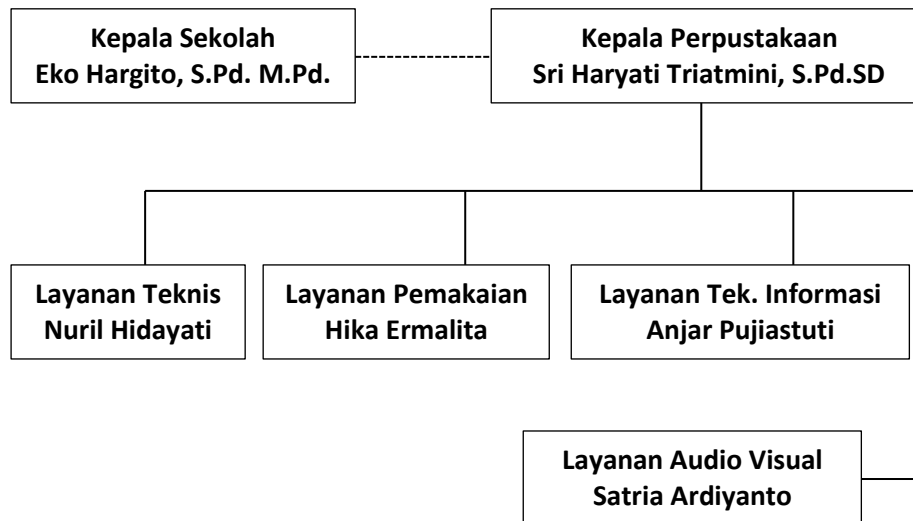 Kepala Sekolah
Eko Hargito, S.Pd. M.Pd.
Kepala Perpustakaan
Sri Haryati Triatmini, S.Pd.SD
Layanan Teknis
Nuril Hidayati
Layanan Pemakaian
Hika Ermalita
Layanan Tek. Informasi
Anjar Pujiastuti
Layanan Audio Visual
Satria Ardiyanto